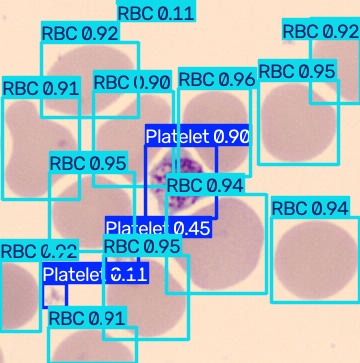 RBC 0.11
RBC 0.92
RBC 0.92
RBC 0.91
RBC 0.90
RBC 0.96
RBC 0.95
Platelet 0.90
RBC 0.95
RBC 0.94
RBC 0.94
Platelet 0.45
RBC 0.92
RBC 0.95
Platelet 0.11
RBC 0.91